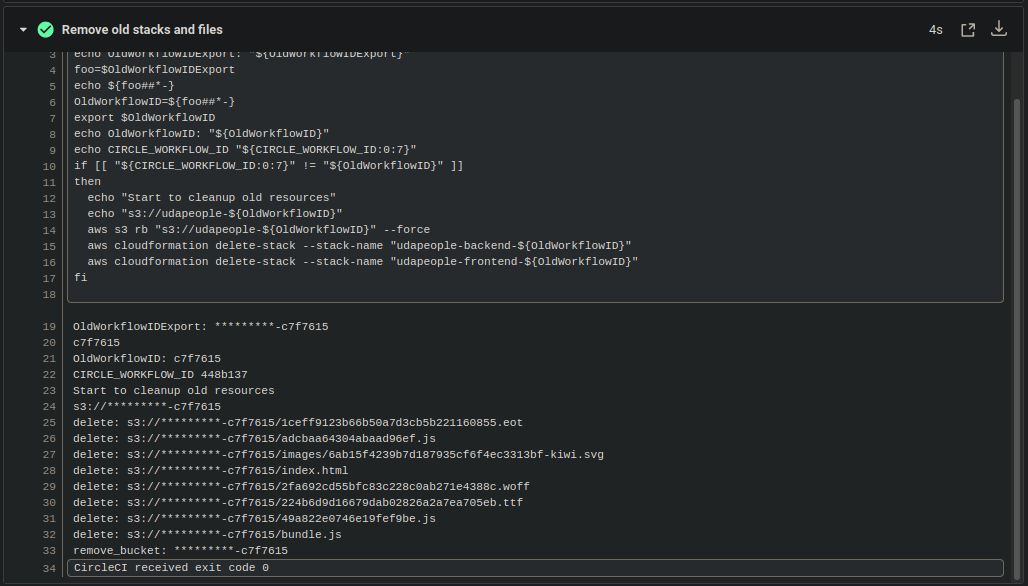 Remove old stacks and files
4s
3 echo OldWorkflowIDExport: "${OldWorkflowIDExport}"
4 foo=$OldWorkflowIDExport
5 echo ${foo##*-}
6 OldWorkflowID=${foo##*-}
7 export $OldWorkflowID
8 echo OldWorkflowID: "${OldWorkflowID}"
9 echo CIRCLE_WORKFLOW_ID "${CIRCLE_WORKFLOW_ID:0:7}"
10 if [[ "${CIRCLE_WORKFLOW_ID:0:7}" != "${OldWorkflowID}" ]]
11 then
12   echo "Start to cleanup old resources"
13   echo "s3://udapeople-${OldWorkflowID}"
14   aws s3 rb "s3://udapeople-${OldWorkflowID}" --force
15   aws cloudformation delete-stack --stack-name "udapeople-backend-${OldWorkflowID}"
16   aws cloudformation delete-stack --stack-name "udapeople-frontend-${OldWorkflowID}"
17 fi
18
19 OldWorkflowIDExport: *********-c7f7615
20 c7f7615
21 OldWorkflowID: c7f7615
22 CIRCLE_WORKFLOW_ID 448b137
23 Start to cleanup old resources
24 s3://*********-c7f7615
25 delete: s3://*********-c7f7615/1ceff9123b66b50a7d3cb5b221160855.eot
26 delete: s3://*********-c7f7615/adcbaa64304abaad96ef.js
27 delete: s3://*********-c7f7615/images/6ab15f4239b7d187935cf6f4ec3313bf-kiwi.svg
28 delete: s3://*********-c7f7615/index.html
29 delete: s3://*********-c7f7615/2fa692cd55bfc83c228c0ab271e4388c.woff
30 delete: s3://*********-c7f7615/224b6d9d16679dab02826a2a7ea705eb.ttf
31 delete: s3://*********-c7f7615/49a822e0746e19fef9be.js
32 delete: s3://*********-c7f7615/bundle.js
33 remove_bucket: *********-c7f7615
34 CircleCI received exit code 0